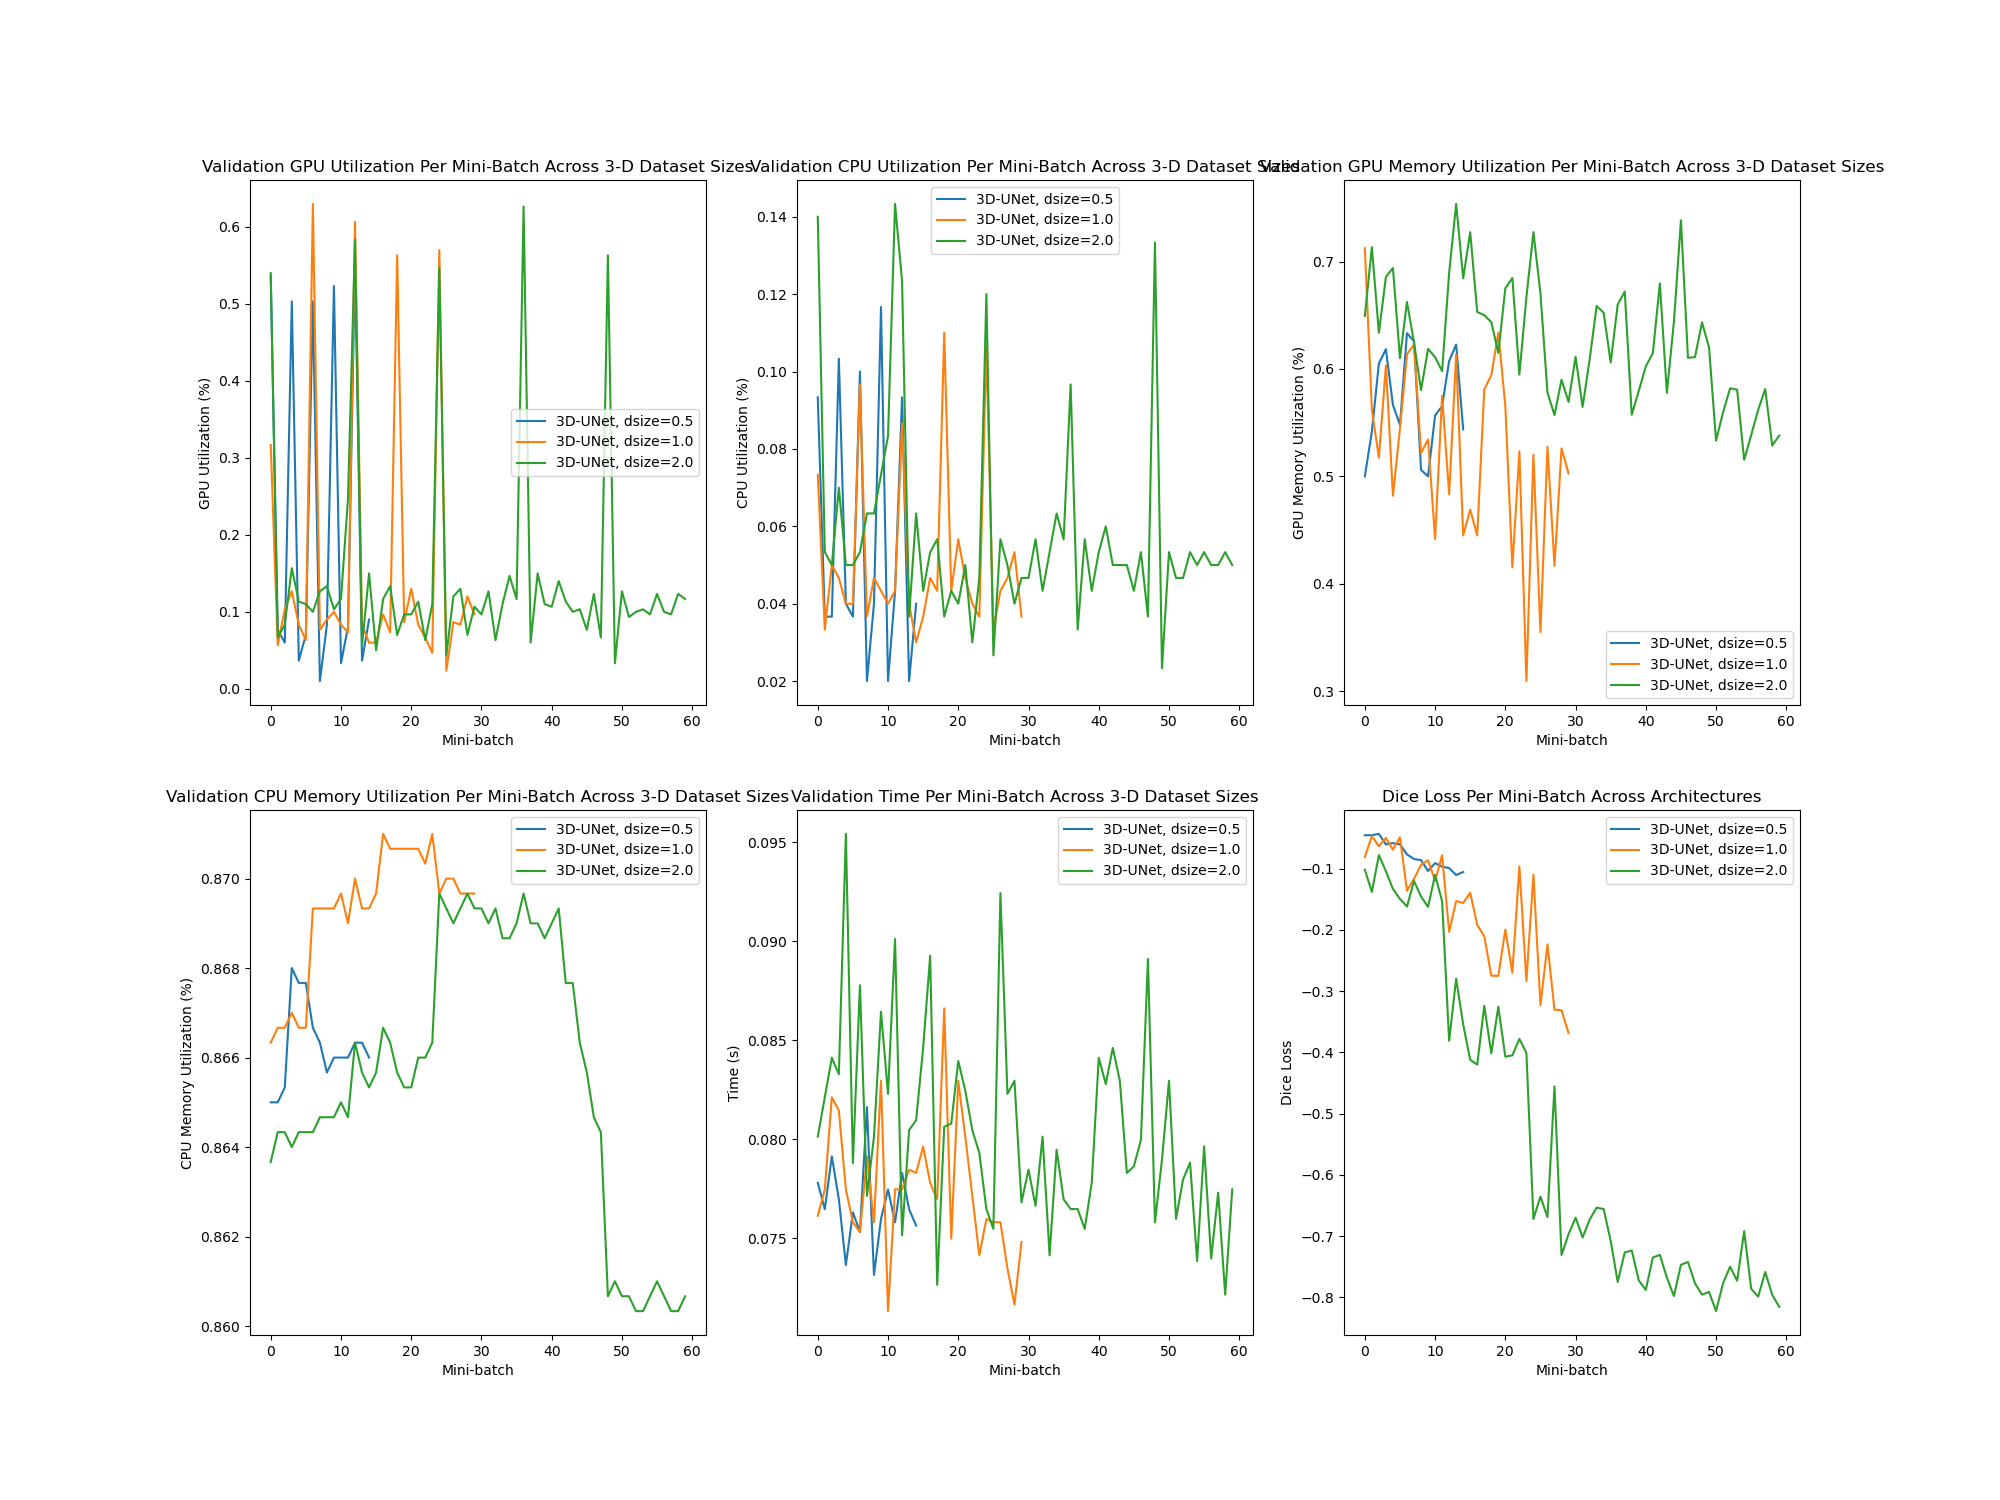 Validation GPU Utilization Per Mini-Batch Across 3-D Dataset Sizes
GPU Utilization (%)
0.6
0.5
0.4
0.3
0.2
0.1
0.0
3D-UNet, dsize=0.5
3D-UNet, dsize=1.0
3D-UNet, dsize=2.0
0 10 20 30 40 50 60
Mini-batch
Validation CPU Utilization Per Mini-Batch Across 3-D Dataset Sizes
CPU Utilization (%)
0.14
0.12
0.10
0.08
0.06
0.04
0.02
3D-UNet, dsize=0.5
3D-UNet, dsize=1.0
3D-UNet, dsize=2.0
0 10 20 30 40 50 60
Mini-batch
Validation GPU Memory Utilization Per Mini-Batch Across 3-D Dataset Sizes
GPU Memory Utilization (%)
0.7
0.6
0.5
0.4
0.3
3D-UNet, dsize=0.5
3D-UNet, dsize=1.0
3D-UNet, dsize=2.0
0 10 20 30 40 50 60
Mini-batch
Validation CPU Memory Utilization Per Mini-Batch Across 3-D Dataset Sizes
CPU Memory Utilization (%)
0.870
0.868
0.866
0.864
0.862
0.860
3D-UNet, dsize=0.5
3D-UNet, dsize=1.0
3D-UNet, dsize=2.0
0 10 20 30 40 50 60
Mini-batch
Validation Time Per Mini-Batch Across 3-D Dataset Sizes
Time (s)
0.095
0.090
0.085
0.080
0.075
3D-UNet, dsize=0.5
3D-UNet, dsize=1.0
3D-UNet, dsize=2.0
0 10 20 30 40 50 60
Mini-batch
Dice Loss Per Mini-Batch Across Architectures
Dice Loss
−0.1
−0.2
−0.3
−0.4
−0.5
−0.6
−0.7
−0.8
3D-UNet, dsize=0.5
3D-UNet, dsize=1.0
3D-UNet, dsize=2.0
0 10 20 30 40 50 60
Mini-batch